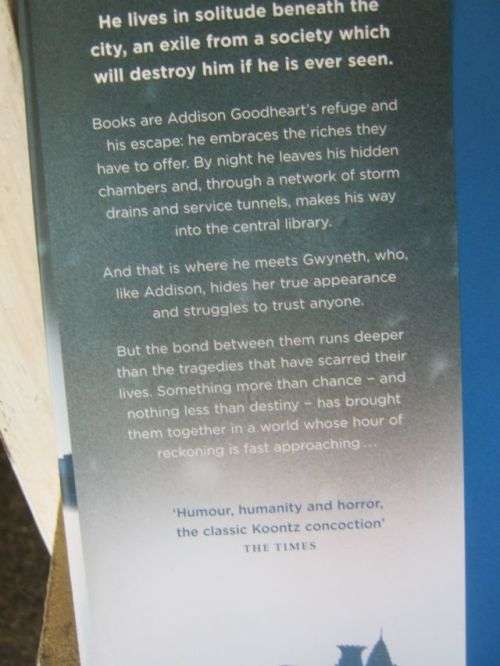 He lives in solitude beneath the
city, an exile from a society which
will destroy him if he is ever seen.
Books are Addison Goodheart's refuge and
his escape: he embraces the riches they
have to offer. By night he leaves his hidden
chambers and, through a network of storm
drains and service tunnels, makes his way
into the central library.
And that is where he meets Gwyneth, who,
like Addison, hides her true appearance
and struggles to trust anyone.
But the bond between them runs deeper
than the tragedies that have scarred their
lives. Something more than chance – and
nothing less than destiny – has brought
them together in a world whose hour of
reckoning is fast approaching ...
'Humour, humanity and horror,
the classic Koontz concoction'
THE TIMES